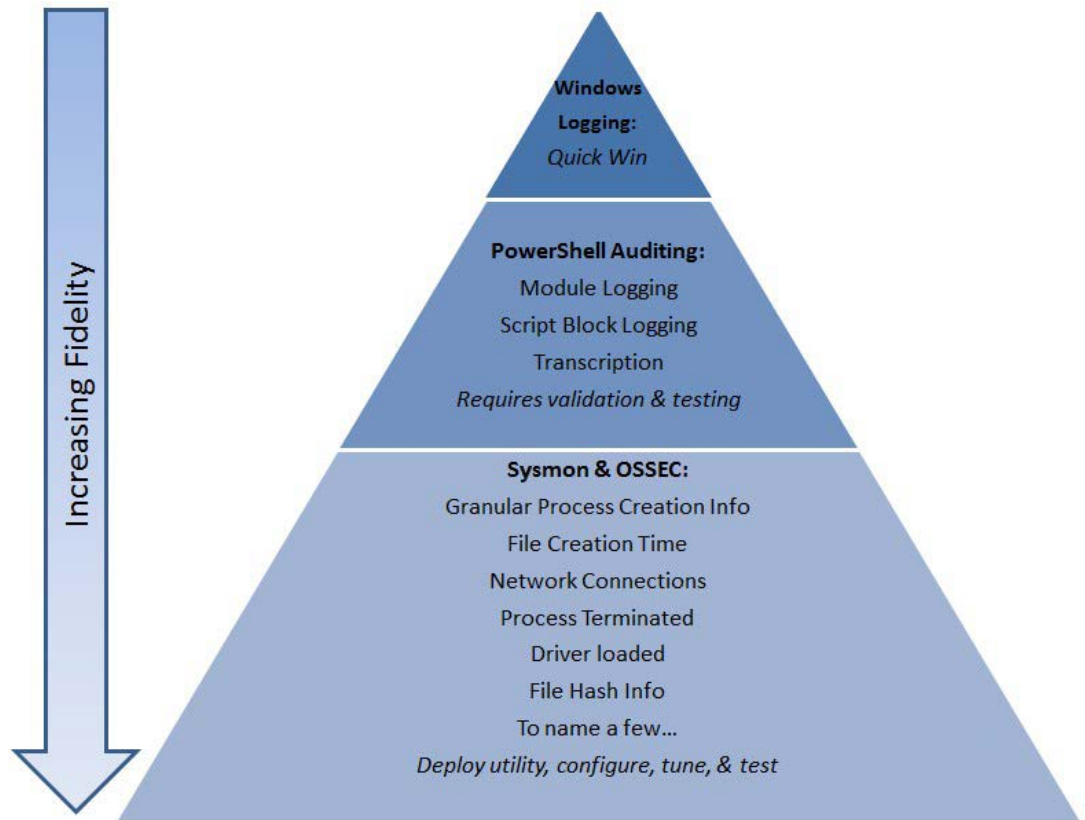 Increasing Fidelity
Windows
Logging:
Quick Win
PowerShell Auditing:
Module Logging
Script Block Logging
Transcription
Requires validation & testing
Sysmon & OSSEC:
Granular Process Creation Info
File Creation Time
Network Connections
Process Terminated
Driver loaded
File Hash Info
To name a few…
Deploy utility, configure, tune, & test